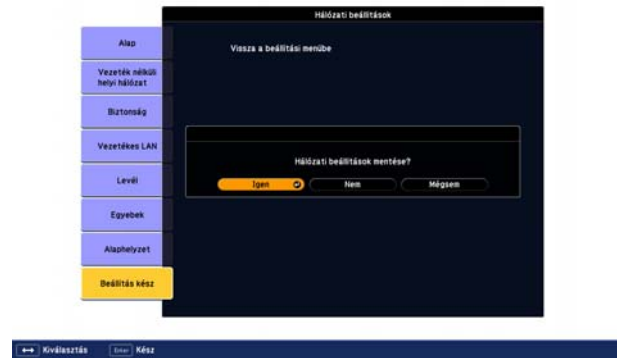 Hálózati beállítások
Alap
Vissza a beállítási menübe
Vezeték nélküli
helyi hálózat
Biztonság
Vezetékes LAN
Hálózati beállítások mentése?
Levél
Igen
Nem
Mégsem
Egyebek
Alaphelyzet
Beállítás kész
Kiválasztás
Enter
Kész